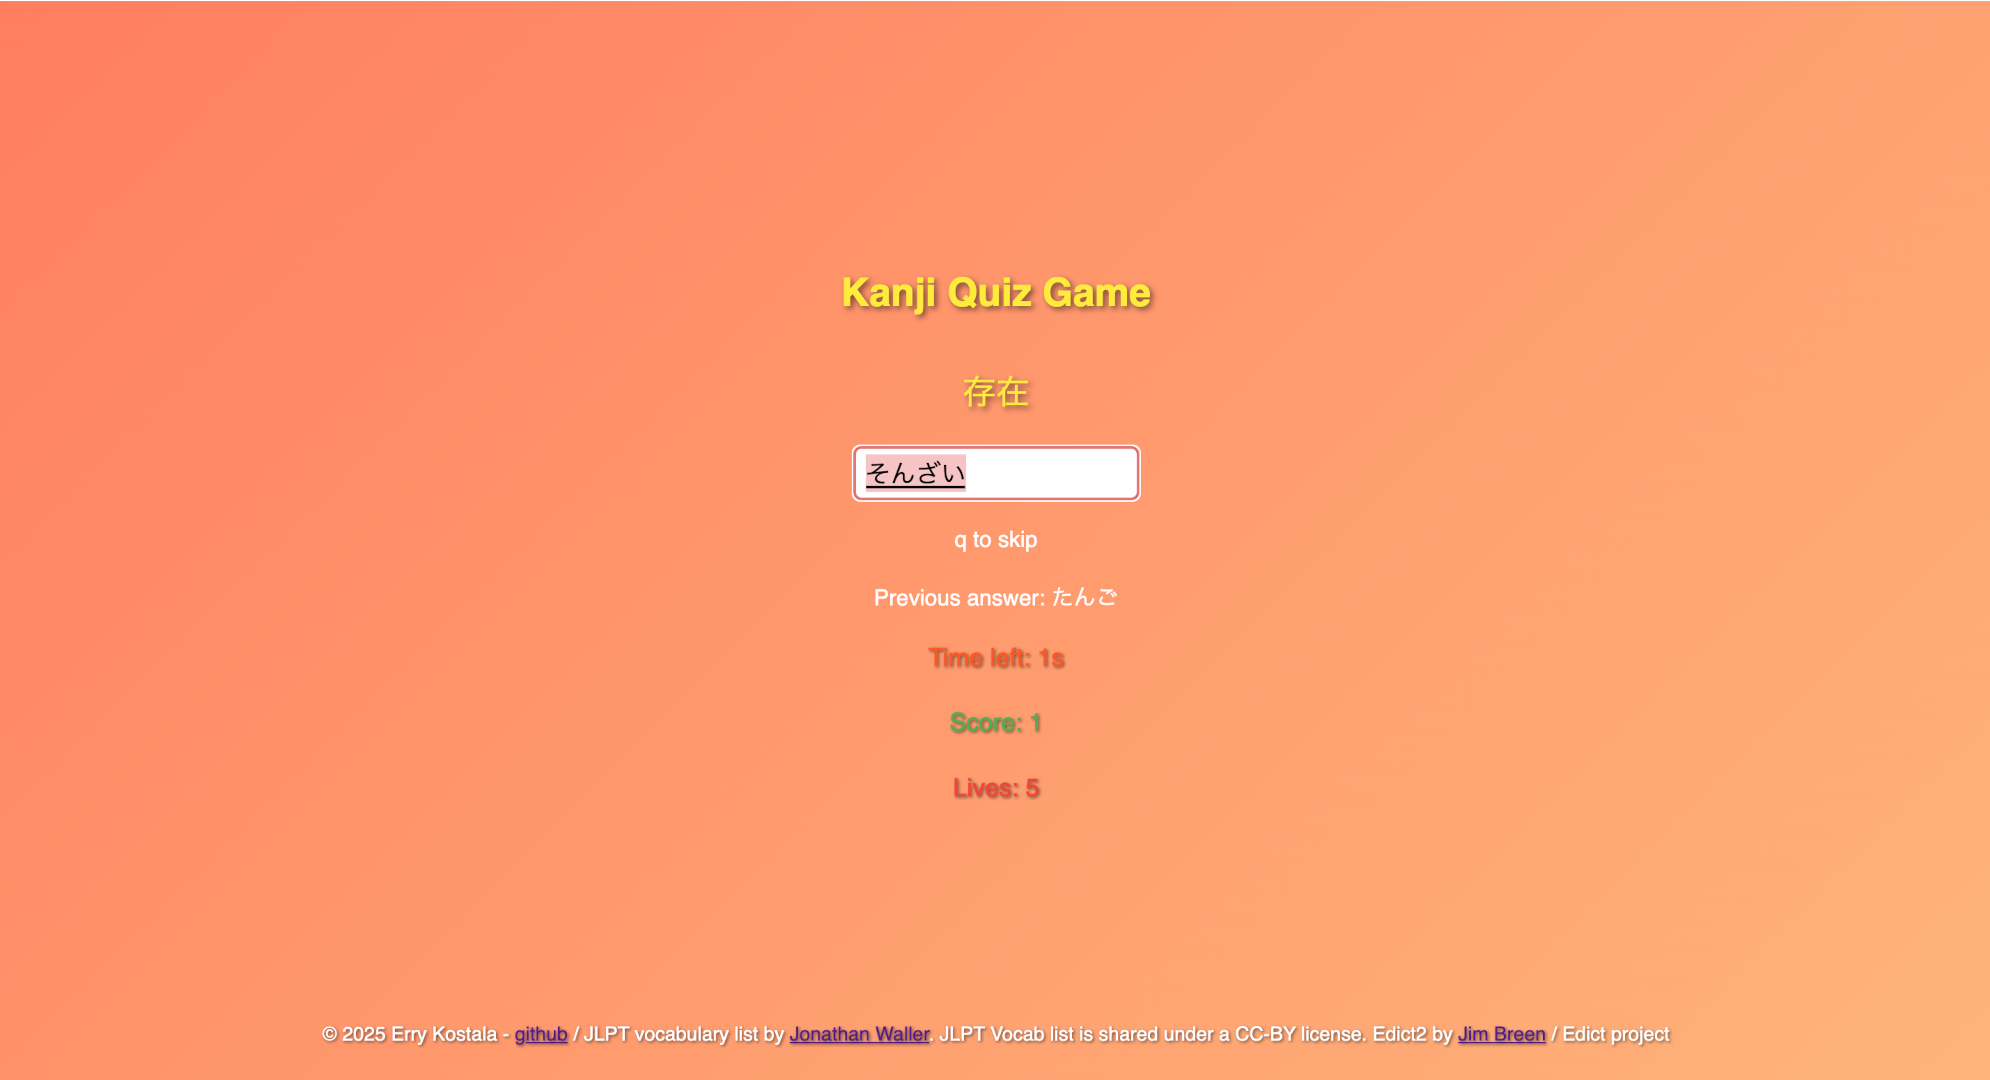 Kanji Quiz Game
存在
そんざい
q to skip
Previous answer: たんご
Time left: 1s
Score: 1
Lives: 5
© 2025 Erry Kostala - github / JLPT vocabulary list by Jonathan Waller. JLPT Vocab list is shared under a CC-BY license. Edict2 by Jim Breen / Edict project